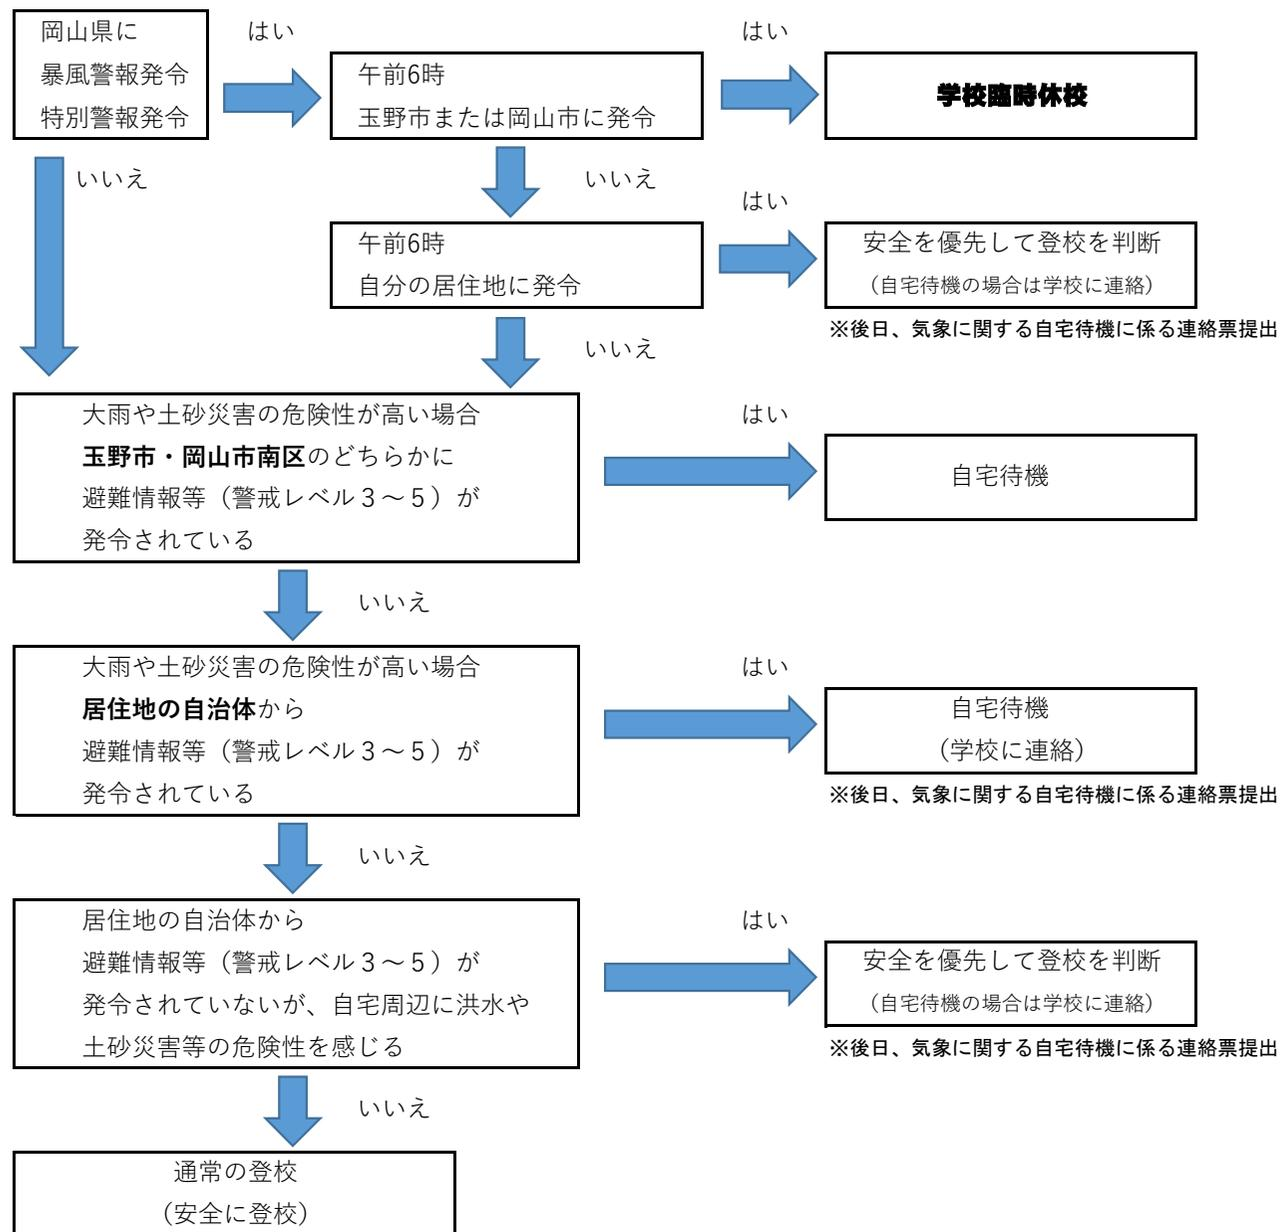 岡山県に
暴風警報発令
特別警報発令
はい
午前6時
玉野市または岡山市に発令
はい
学校臨時休校
いいえ
いいえ
午前6時
自分の居住地に発令
はい
安全を優先して登校を判断
（自宅待機の場合は学校に連絡）
※後日、気象に関する自宅待機に係る連絡票提出
いいえ
大雨や土砂災害の危険性が高い場合
玉野市・岡山市南区のどちらかに
避難情報等（警戒レベル３～５）が
発令されている
はい
自宅待機
いいえ
大雨や土砂災害の危険性が高い場合
居住地の自治体から
避難情報等（警戒レベル３～５）が
発令されている
はい
自宅待機
（学校に連絡）
※後日、気象に関する自宅待機に係る連絡票提出
いいえ
居住地の自治体から
避難情報等（警戒レベル３～５）が
発令されていないが、自宅周辺に洪水や
土砂災害等の危険性を感じる
はい
安全を優先して登校を判断
（自宅待機の場合は学校に連絡）
※後日、気象に関する自宅待機に係る連絡票提出
いいえ
通常の登校
（安全に登校）